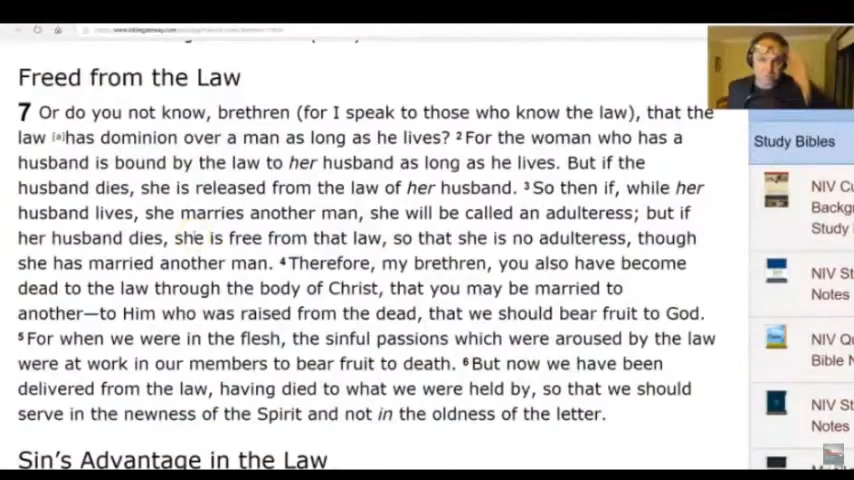 Freed from the Law
7 Or do you not know, brethren (for I speak to those who know the law), that the
law [a]has dominion over a man as long as he lives? 2 For the woman who has a
husband is bound by the law to her husband as long as he lives. But if the
husband dies, she is released from the law of her husband. 3 So then if, while her
husband lives, she marries another man, she will be called an adulteress; but if
her husband dies, she is free from that law, so that she is no adulteress, though
she has married another man. 4 Therefore, my brethren, you also have become
dead to the law through the body of Christ, that you may be married to
another—to Him who was raised from the dead, that we should bear fruit to God.
5 For when we were in the flesh, the sinful passions which were aroused by the law
were at work in our members to bear fruit to death. 6 But now we have been
delivered from the law, having died to what we were held by, so that we should
serve in the newness of the Spirit and not in the oldness of the letter.
Sin's Advantage in the Law
Study Bibles
NIV Cu
Backg
Study
NIV St
Notes
NIV Qu
Bible N
NIV St
Notes